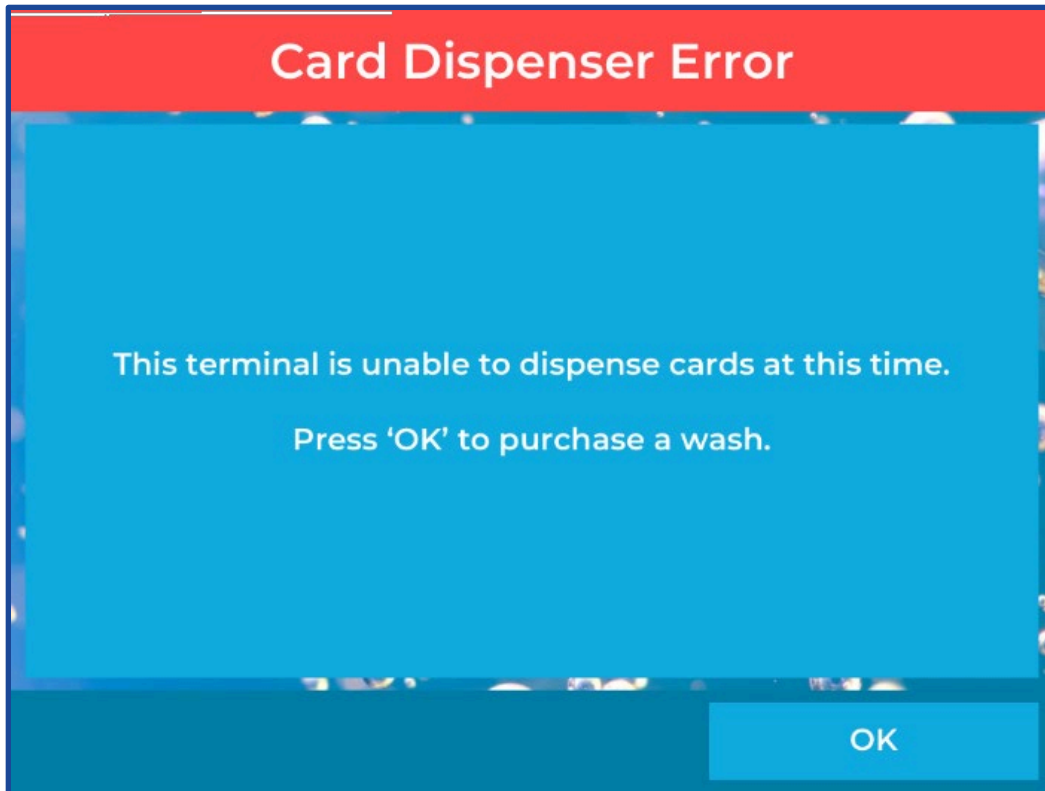 Card Dispenser Error
This terminal is unable to dispense cards at this time.
Press ‘OK’ to purchase a wash.
OK